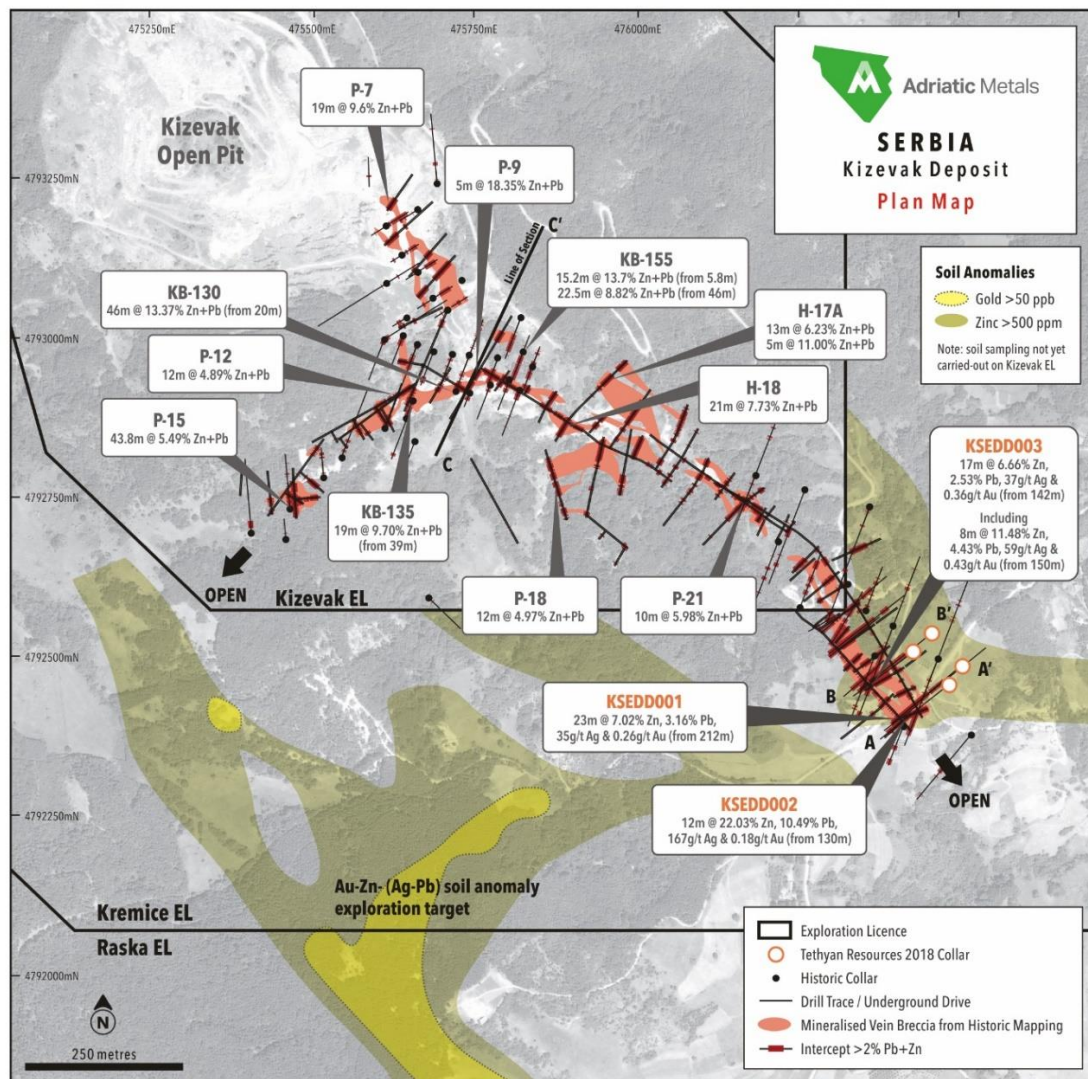 475250mE
475500mE
475750mE
476000mE
4793250mN
4793000mN
4792750mN
4792500mN
4792250mN
4792000mN
Adriatic Metals
SERBIA
Kizevak Deposit
Plan Map
Soil Anomalies
Gold >50 ppb
Zinc >500 ppm
Note: soil sampling not yet
carried-out on Kizevak EL
Kizevak
Open Pit
P-7
19m @ 9.6% Zn+Pb
P-9
5m @ 18.35% Zn+Pb
C'
Line of Section
C
KB-155
15.2m @ 13.7% Zn+Pb (from 5.8m)
22.5m @ 8.82% Zn+Pb (from 46m)
KB-130
46m @ 13.37% Zn+Pb (from 20m)
H-17A
13m @ 6.23% Zn+Pb
5m @ 11.00% Zn+Pb
P-12
12m @ 4.89% Zn+Pb
H-18
21m @ 7.73% Zn+Pb
P-15
43.8m @ 5.49% Zn+Pb
KSEDD003
17m @ 6.66% Zn,
2.53% Pb, 37g/t Ag &
0.36g/t Au (from 142m)
Including
8m @ 11.48% Zn,
4.43% Pb, 59g/t Ag &
0.43g/t Au (from 150m)
KB-135
19m @ 9.70% Zn+Pb
(from 39m)
OPEN
Kizevak EL
P-18
12m @ 4.97% Zn+Pb
P-21
10m @ 5.98% Zn+Pb
B'
A'
B
A
KSEDD001
23m @ 7.02% Zn, 3.16% Pb,
35g/t Ag & 0.26g/t Au (from 212m)
OPEN
KSEDD002
12m @ 22.03% Zn, 10.49% Pb,
167g/t Ag & 0.18g/t Au (from 130m)
Au-Zn- (Ag-Pb) soil anomaly
exploration target
Kremice EL
Raska EL
N
250 metres
Exploration Licence
Tethyan Resources 2018 Collar
Historic Collar
Drill Trace / Underground Drive
Mineralised Vein Breccia from Historic Mapping
Intercept >2% Pb+Zn